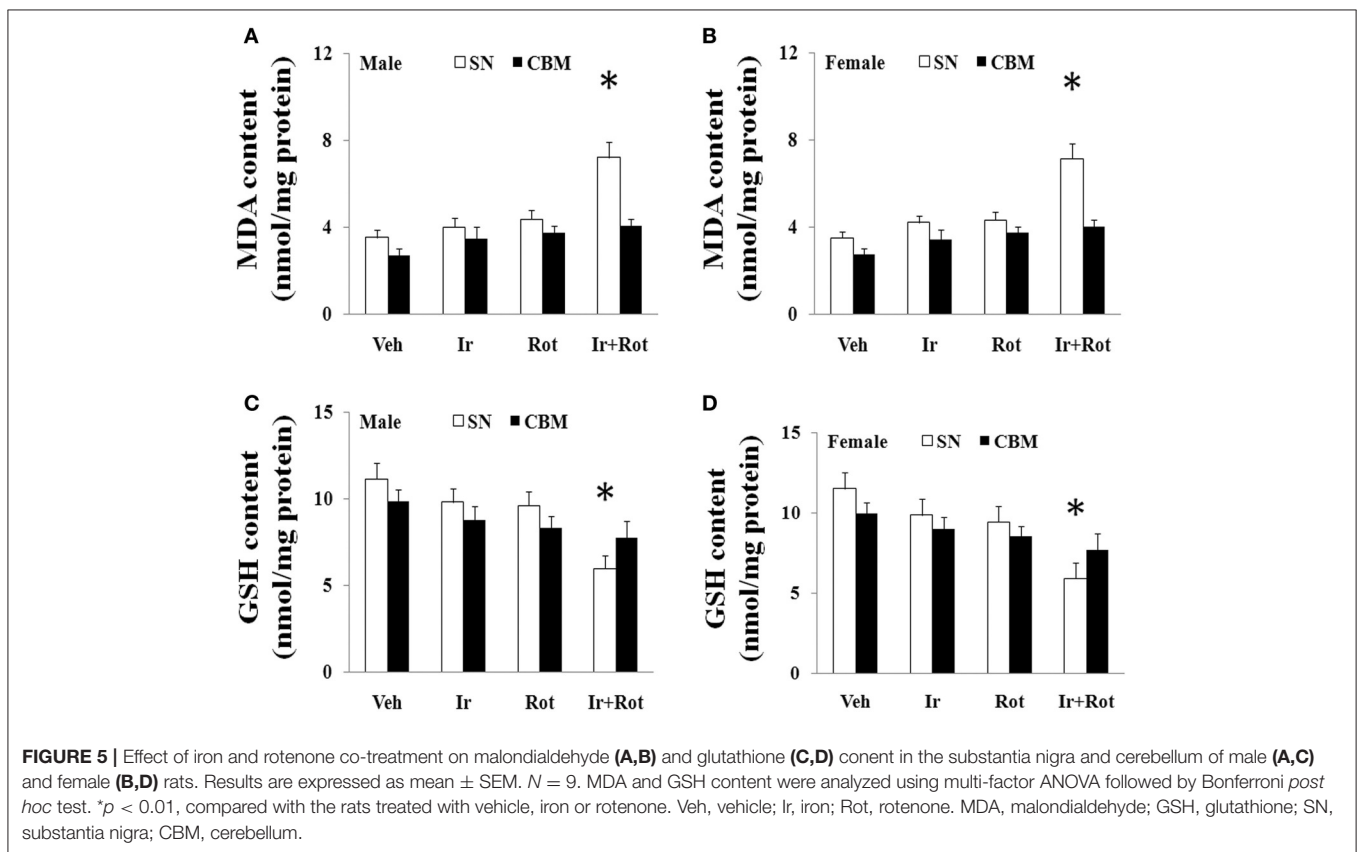 A
12
Male
SN
CBM
*
8
4
0
MDA content
(nmol/mg protein)
Veh
Ir
Rot
Ir+Rot
B
12
Female
SN
CBM
*
8
4
0
MDA content
(nmol/mg protein)
Veh
Ir
Rot
Ir+Rot
C
15
Male
SN
CBM
*
10
5
0
GSH content
(nmol/mg protein)
Veh
Ir
Rot
Ir+Rot
D
15
Female
SN
CBM
*
10
5
0
GSH content
(nmol/mg protein)
Veh
Ir
Rot
Ir+Rot
FIGURE 5 | Effect of iron and rotenone co-treatment on malondialdehyde (A,B) and glutathione (C,D) conent in the substantia nigra and cerebellum of male (A,C)
and female (B,D) rats. Results are expressed as mean ± SEM. N = 9. MDA and GSH content were analyzed using multi-factor ANOVA followed by Bonferroni post
hoc test. *p < 0.01, compared with the rats treated with vehicle, iron or rotenone. Veh, vehicle; Ir, iron; Rot, rotenone. MDA, malondialdehyde; GSH, glutathione; SN,
substantia nigra; CBM, cerebellum.